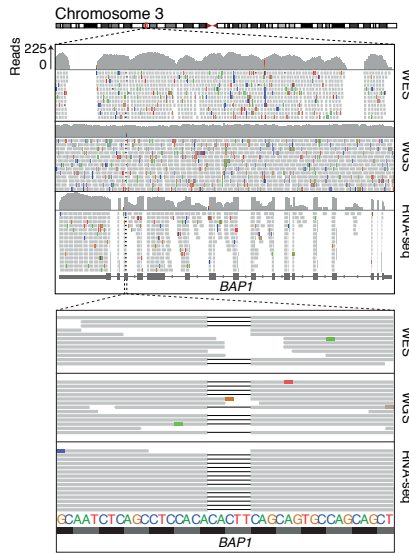 Chromosome 3
Reads
225
0
WES
WGS
RNA-seq
BAP1
WES
WGS
RNA-seq
GCAATCTCAGCCTCCACACACTTCAGCAGTGCCAGCAGCT
BAP1